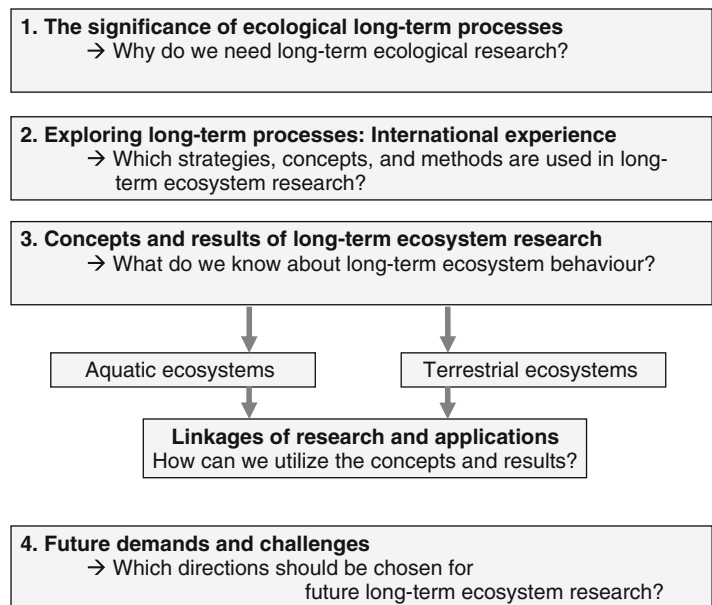 1. The significance of ecological long-term processes
→ Why do we need long-term ecological research?
2. Exploring long-term processes: International experience
→ Which strategies, concepts, and methods are used in long-
term ecosystem research?
3. Concepts and results of long-term ecosystem research
→ What do we know about long-term ecosystem behaviour?
Aquatic ecosystems
Terrestrial ecosystems
Linkages of research and applications
How can we utilize the concepts and results?
4. Future demands and challenges
→ Which directions should be chosen for
future long-term ecosystem research?